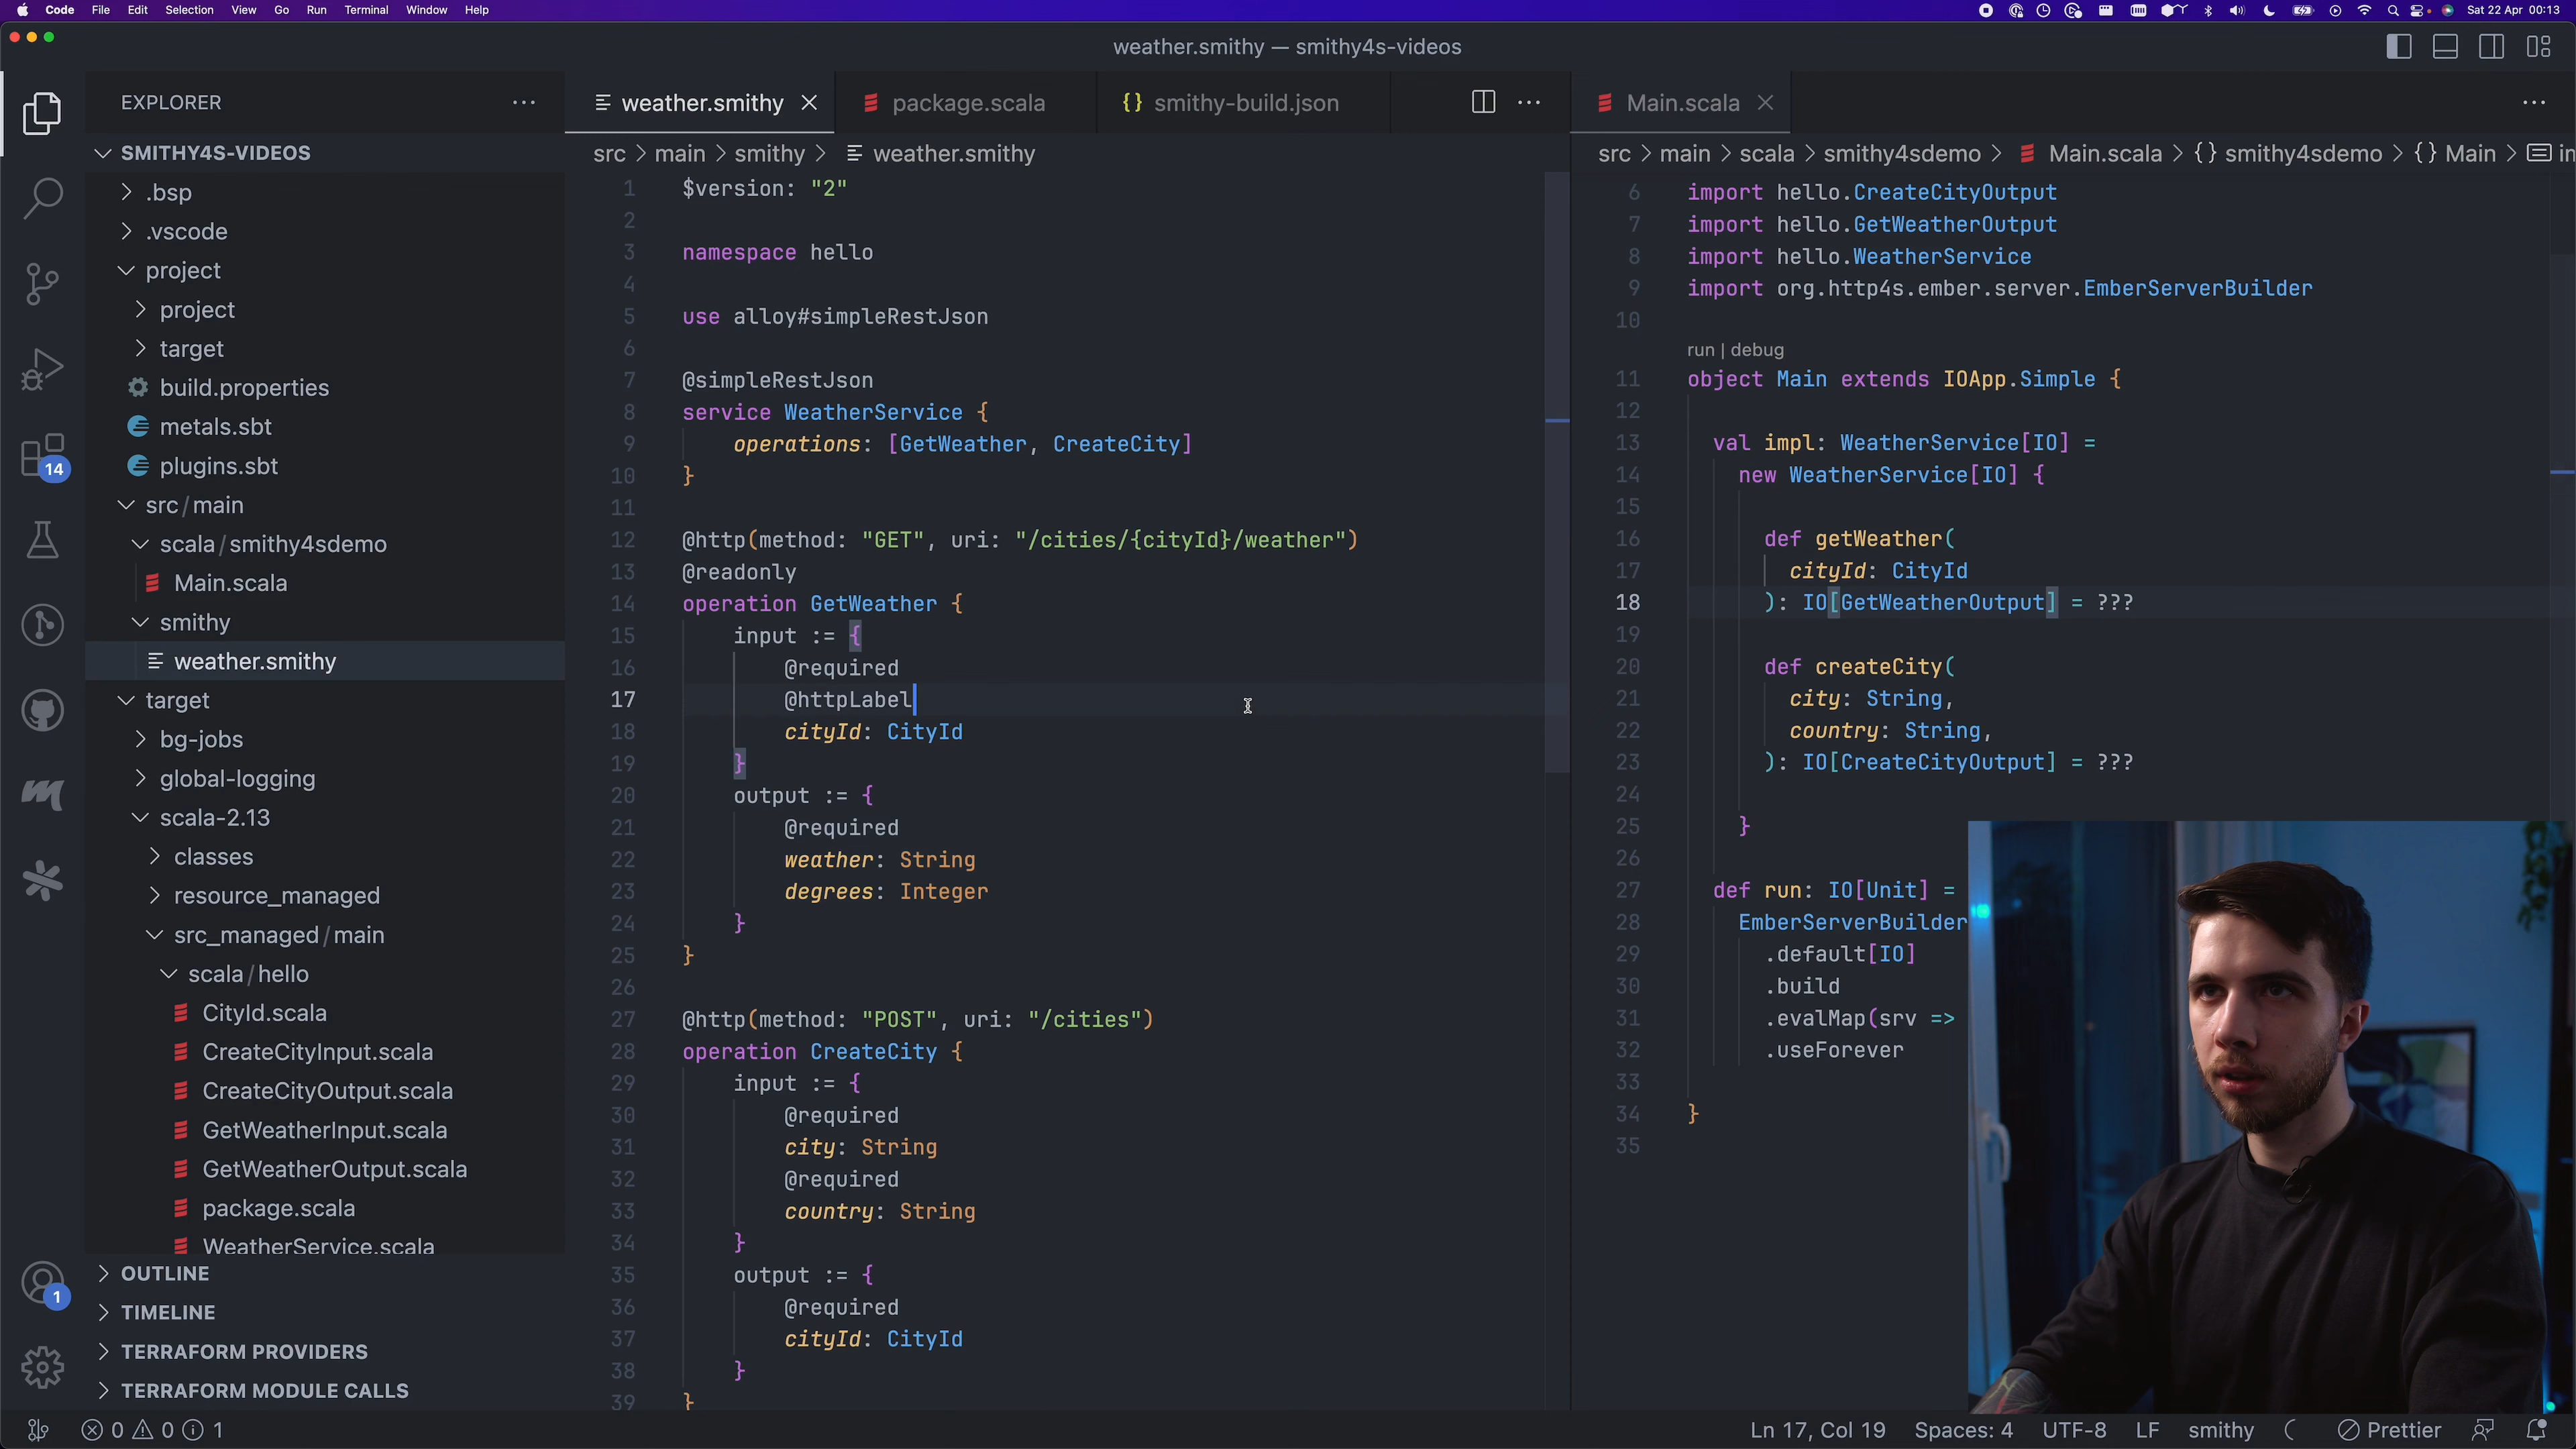 Code File Edit Selection View Go Run Terminal Window Help
Sat 22 Apr 00:13
weather.smithy — smithy4s-videos
EXPLORER
SMITHY4S-VIDEOS
.bsp
.vscode
project
project
target
build.properties
metals.sbt
plugins.sbt
src/main
scala/smithy4sdemo
Main.scala
smithy
weather.smithy
target
bg-jobs
global-logging
scala-2.13
classes
resource_managed
src_managed/main
scala/hello
CityId.scala
CreateCityInput.scala
CreateCityOutput.scala
GetWeatherInput.scala
GetWeatherOutput.scala
package.scala
WeatherService.scala
OUTLINE
TIMELINE
TERRAFORM PROVIDERS
TERRAFORM MODULE CALLS
14
1
weather.smithy package.scala {} smithy-build.json
src > main > smithy > weather.smithy
1 $version: "2"
2
3 namespace hello
4
5 use alloy#simpleRestJson
6
7 @simpleRestJson
8 service WeatherService {
9 operations: [GetWeather, CreateCity]
10 }
11
12 @http(method: "GET", uri: "/cities/{cityId}/weather")
13 @readonly
14 operation GetWeather {
15 input := {
16 @required
17 @httpLabel
18 cityId: CityId
19 }
20 output := {
21 @required
22 weather: String
23 degrees: Integer
24 }
25 }
26
27 @http(method: "POST", uri: "/cities")
28 operation CreateCity {
29 input := {
30 @required
31 city: String
32 @required
33 country: String
34 }
35 output := {
36 @required
37 cityId: CityId
38 }
39 }
Main.scala
src > main > scala > smithy4sdemo > Main.scala > {} smithy4sdemo > {} Main > in
6 import hello.CreateCityOutput
7 import hello.GetWeatherOutput
8 import hello.WeatherService
9 import org.http4s.ember.server.EmberServerBuilder
10
run | debug
11 object Main extends IOApp.Simple {
12
13 val impl: WeatherService[IO] =
14 new WeatherService[IO] {
15
16 def getWeather(
17 cityId: CityId
18 ): IO[GetWeatherOutput] = ???
19
20 def createCity(
21 city: String,
22 country: String,
23 ): IO[CreateCityOutput] = ???
24
25 }
26
27 def run: IO[Unit] =
28 EmberServerBuilder
29 .default[IO]
30 .build
31 .evalMap(srv =>
32 .useForever
33
34 }
35
0 0 1
Ln 17, Col 19 Spaces: 4 UTF-8 LF smithy Prettier